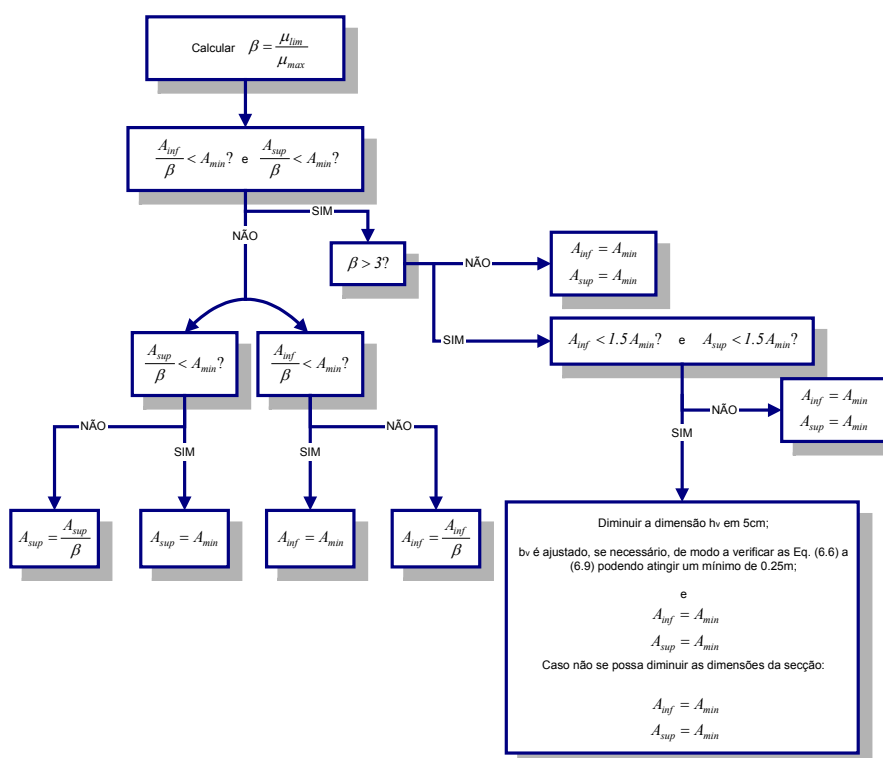 Calcular β = μlim / μmax
Ainf / β < Amin? e Asup / β < Amin?
SIM
NÃO
β > 3?
NÃO
Ainf = Amin
Asup = Amin
SIM
Ainf < 1.5 Amin? e Asup < 1.5 Amin?
Asup / β < Amin?
Ainf / β < Amin?
NÃO
Ainf = Amin
Asup = Amin
SIM
NÃO
SIM
SIM
NÃO
Asup = Asup / β
Asup = Amin
Ainf = Amin
Ainf = Ainf / β
Diminuir a dimensão hv em 5cm;
bv é ajustado, se necessário, de modo a verificar as Eq. (6.6) a
(6.9) podendo atingir um mínimo de 0.25m;
e
Ainf = Amin
Asup = Amin
Caso não se possa diminuir as dimensões da secção:
Ainf = Amin
Asup = Amin